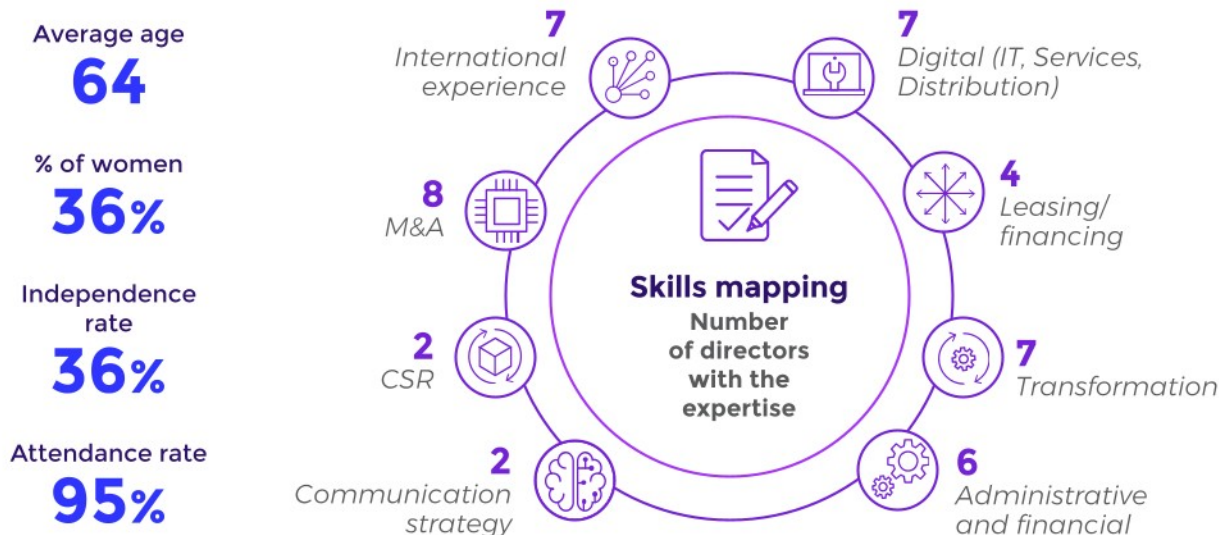 Average age
64
% of women
36%
Independence
rate
36%
Attendance rate
95%
7
International
experience
7
Digital (IT, Services,
Distribution)
8
M&A
4
Leasing/
financing
2
CSR
7
Transformation
2
Communication
strategy
6
Administrative
and financial
Skills mapping
Number
of directors
with the
expertise